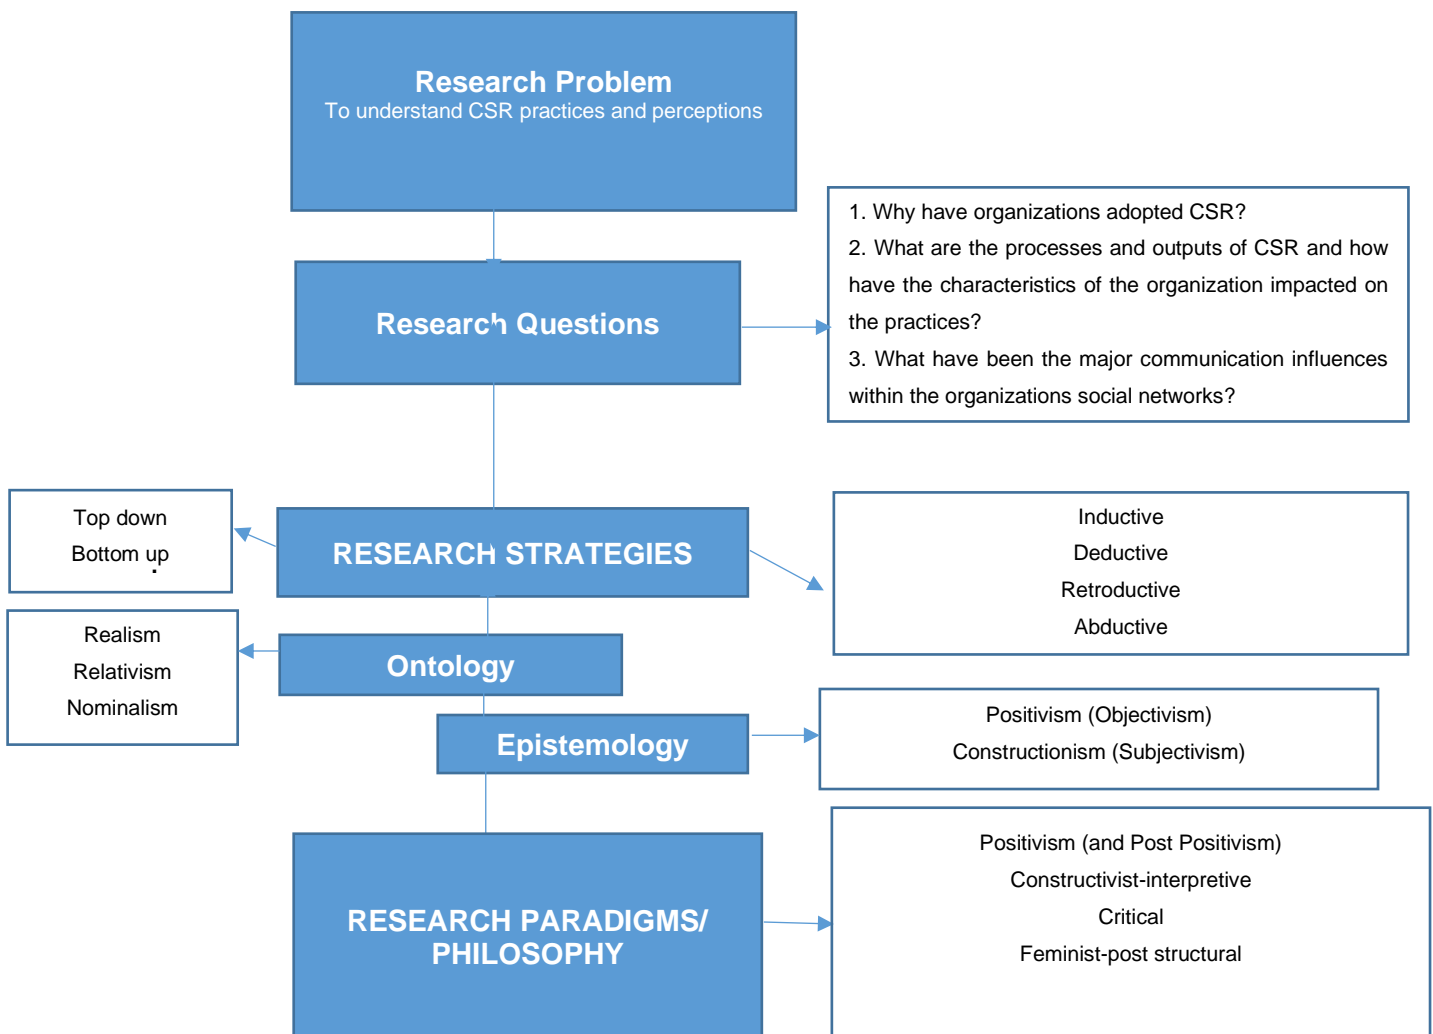 Research Problem
To understand CSR practices and perceptions
1. Why have organizations adopted CSR?
2. What are the processes and outputs of CSR and how
have the characteristics of the organization impacted on
the practices?
3. What have been the major communication influences
within the organizations social networks?
Research Questions
Top down
Bottom up
.
RESEARCH STRATEGIES
Inductive
Deductive
Retroductive
Abductive
Realism
Relativism
Nominalism
Ontology
Epistemology
Positivism (Objectivism)
Constructionism (Subjectivism)
RESEARCH PARADIGMS/
PHILOSOPHY
Positivism (and Post Positivism)
Constructivist-interpretive
Critical
Feminist-post structural